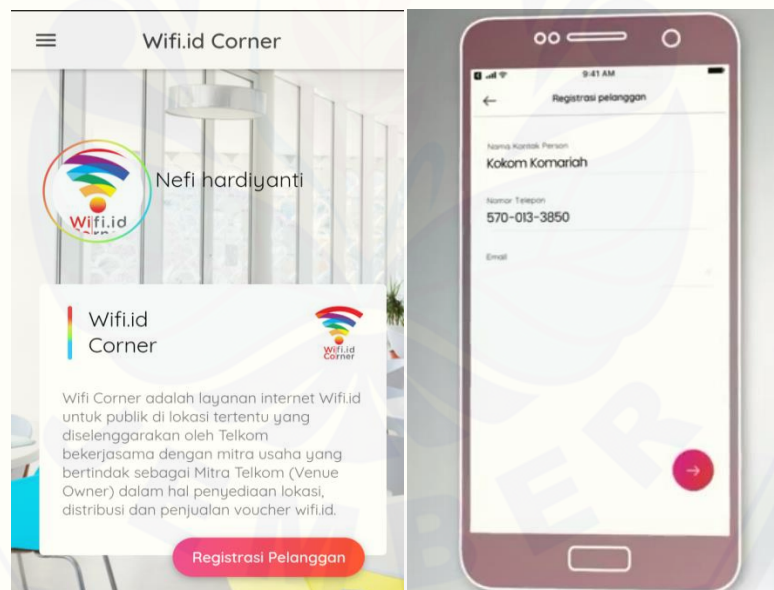 Wifi.id Corner
Nefi hardiyanti
Wifi.id
Corner
Wifi.id
Corner
Wifi.id
Corner
Wifi Corner adalah layanan internet Wifi.id
untuk publik di lokasi tertentu yang
diselenggarakan oleh Telkom
bekerjasama dengan mitra usaha yang
bertindak sebagai Mitra Telkom (Venue
Owner) dalam hal penyediaan lokasi,
distribusi dan penjualan voucher wifi.id.
Registrasi Pelanggan
9:41 AM
Registrasi pelanggan
Nama Kontak Person
Kokom Komariah
Nomor Telepon
570-013-3850
Email